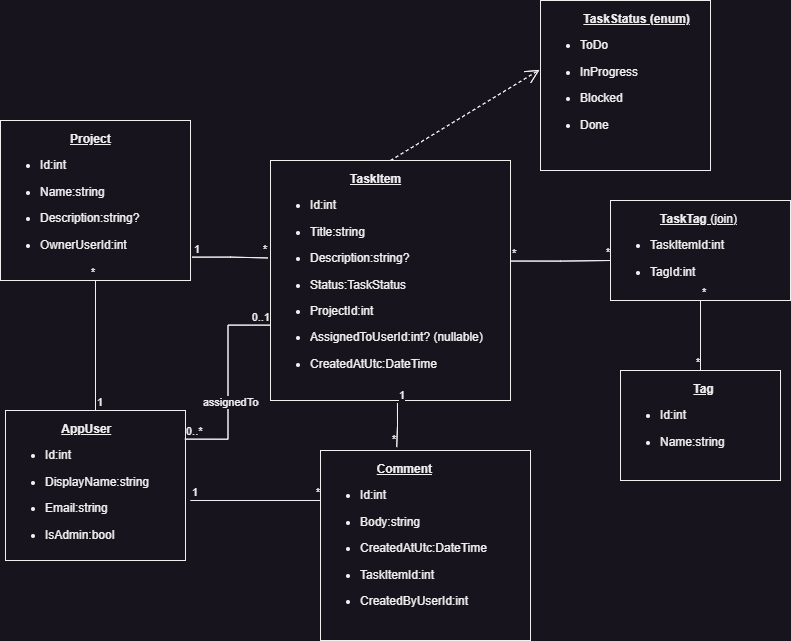 TaskStatus (enum)
ToDo
InProgress
Blocked
Done
Project
Id:int
Name:string
Description:string?
OwnerUserId:int
*
1
*
TaskItem
Id:int
Title:string
Description:string?
Status:TaskStatus
ProjectId:int
AssignedToUserId:int? (nullable)
CreatedAtUtc:DateTime
1
*
*
TaskTag (join)
TaskItemId:int
TagId:int
*
*
Tag
Id:int
Name:string
0..1
assignedTo
0..*
1
AppUser
Id:int
DisplayName:string
Email:string
IsAdmin:bool
1
*
*
Comment
Id:int
Body:string
CreatedAtUtc:DateTime
TaskItemId:int
CreatedByUserId:int